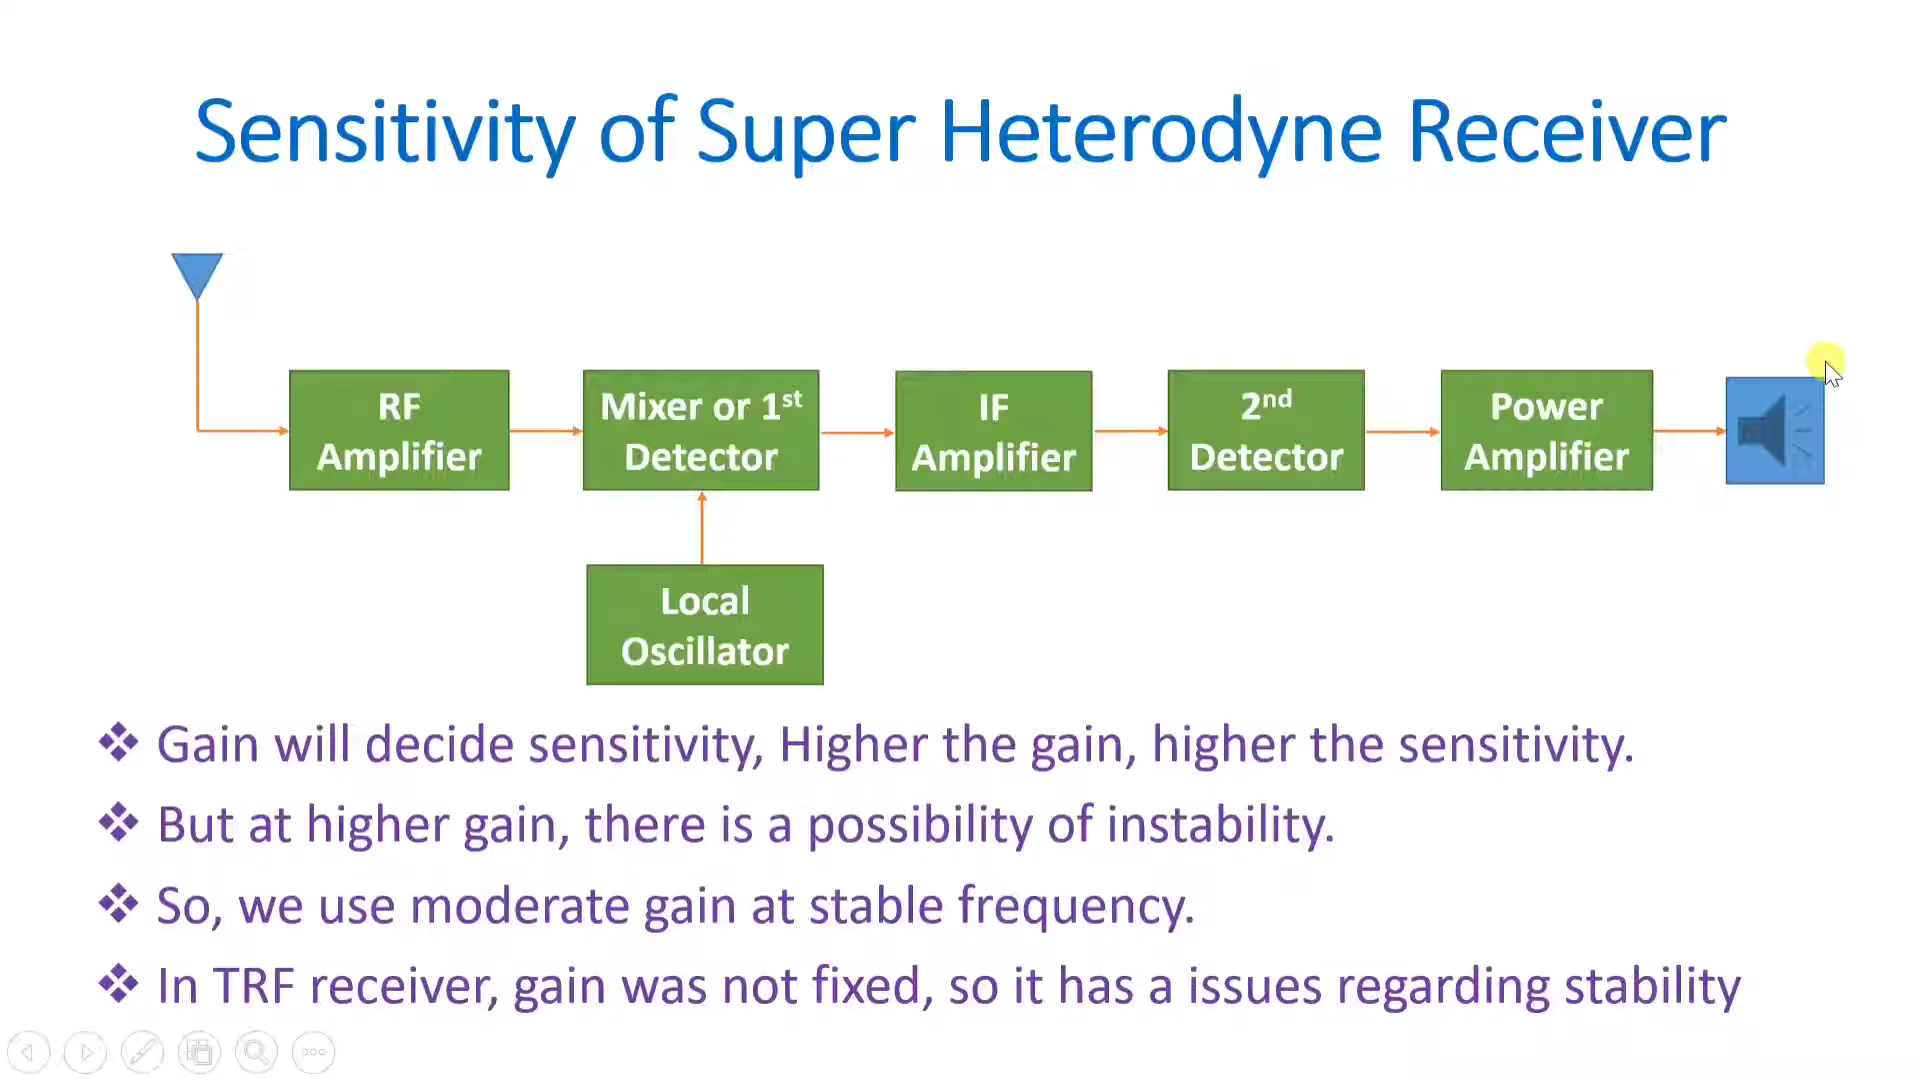 Sensitivity of Super Heterodyne Receiver
RF
Amplifier
Mixer or 1st
Detector
IF
Amplifier
2nd
Detector
Power
Amplifier
Local
Oscillator
❖ Gain will decide sensitivity, Higher the gain, higher the sensitivity.
❖ But at higher gain, there is a possibility of instability.
❖ So, we use moderate gain at stable frequency.
❖ In TRF receiver, gain was not fixed, so it has a issues regarding stability